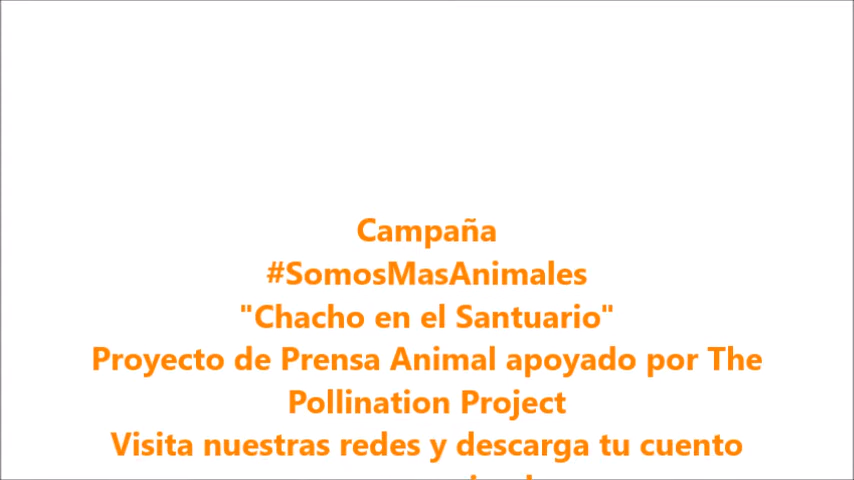 Campaña
#SomosMasAnimales
"Chacho en el Santuario"
Proyecto de Prensa Animal apoyado por The
Pollination Project
Visita nuestras redes y descarga tu cuento